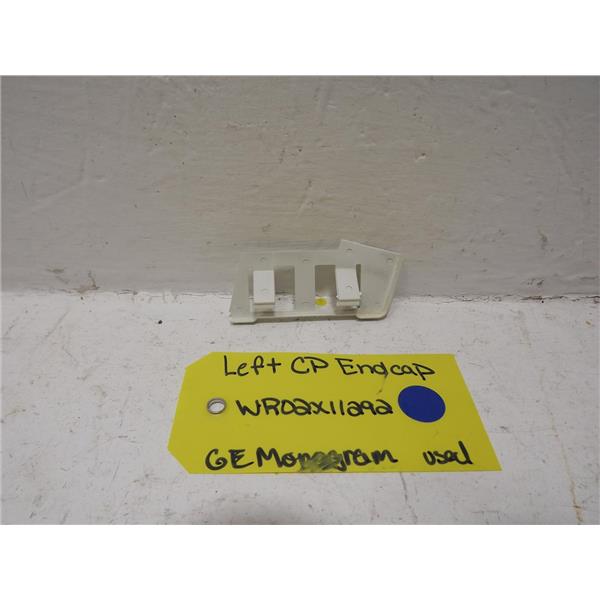 Left CP Endcap
WR02X11292
GE Monogram used